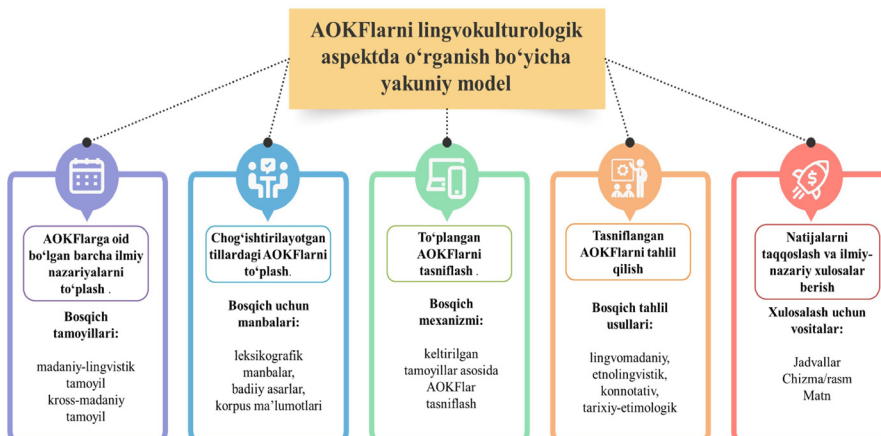 AOKFlarni lingvokulturologik
aspektda o‘rganish bo‘yicha
yakuniy model
AOKFlarga oid
bo‘lgan barcha ilmiy
nazariyalarni
to‘plash .
Bosqich
tamoyillari:
madaniy-lingvistik
tamoyil
kross-madaniy
tamoyil
Chog‘ishtirilayotgan
tillardagi AOKFlarni
to‘plash.
Bosqich uchun
manbalari:
leksikografik
manbalar,
badiiy asarlar,
korpus ma’lumotlari
To‘plangan
AOKFlarni
tasniflash .
Bosqich
mexanizmi:
keltirilgan
tamoyillar asosida
AOKFlar
tasniflash
Tasniflangan
AOKFlarni tahlil
qilish
Bosqich tahlil
usullari:
lingvomadaniy,
etnolingvistik,
konnotativ,
tarixiy-etimologik
Natijalarni
taqqoslash va ilmiy-
nazariy xulosalar
berish
Xulosalash uchun
vositalar:
Jadvallar
Chizma/rasm
Matn